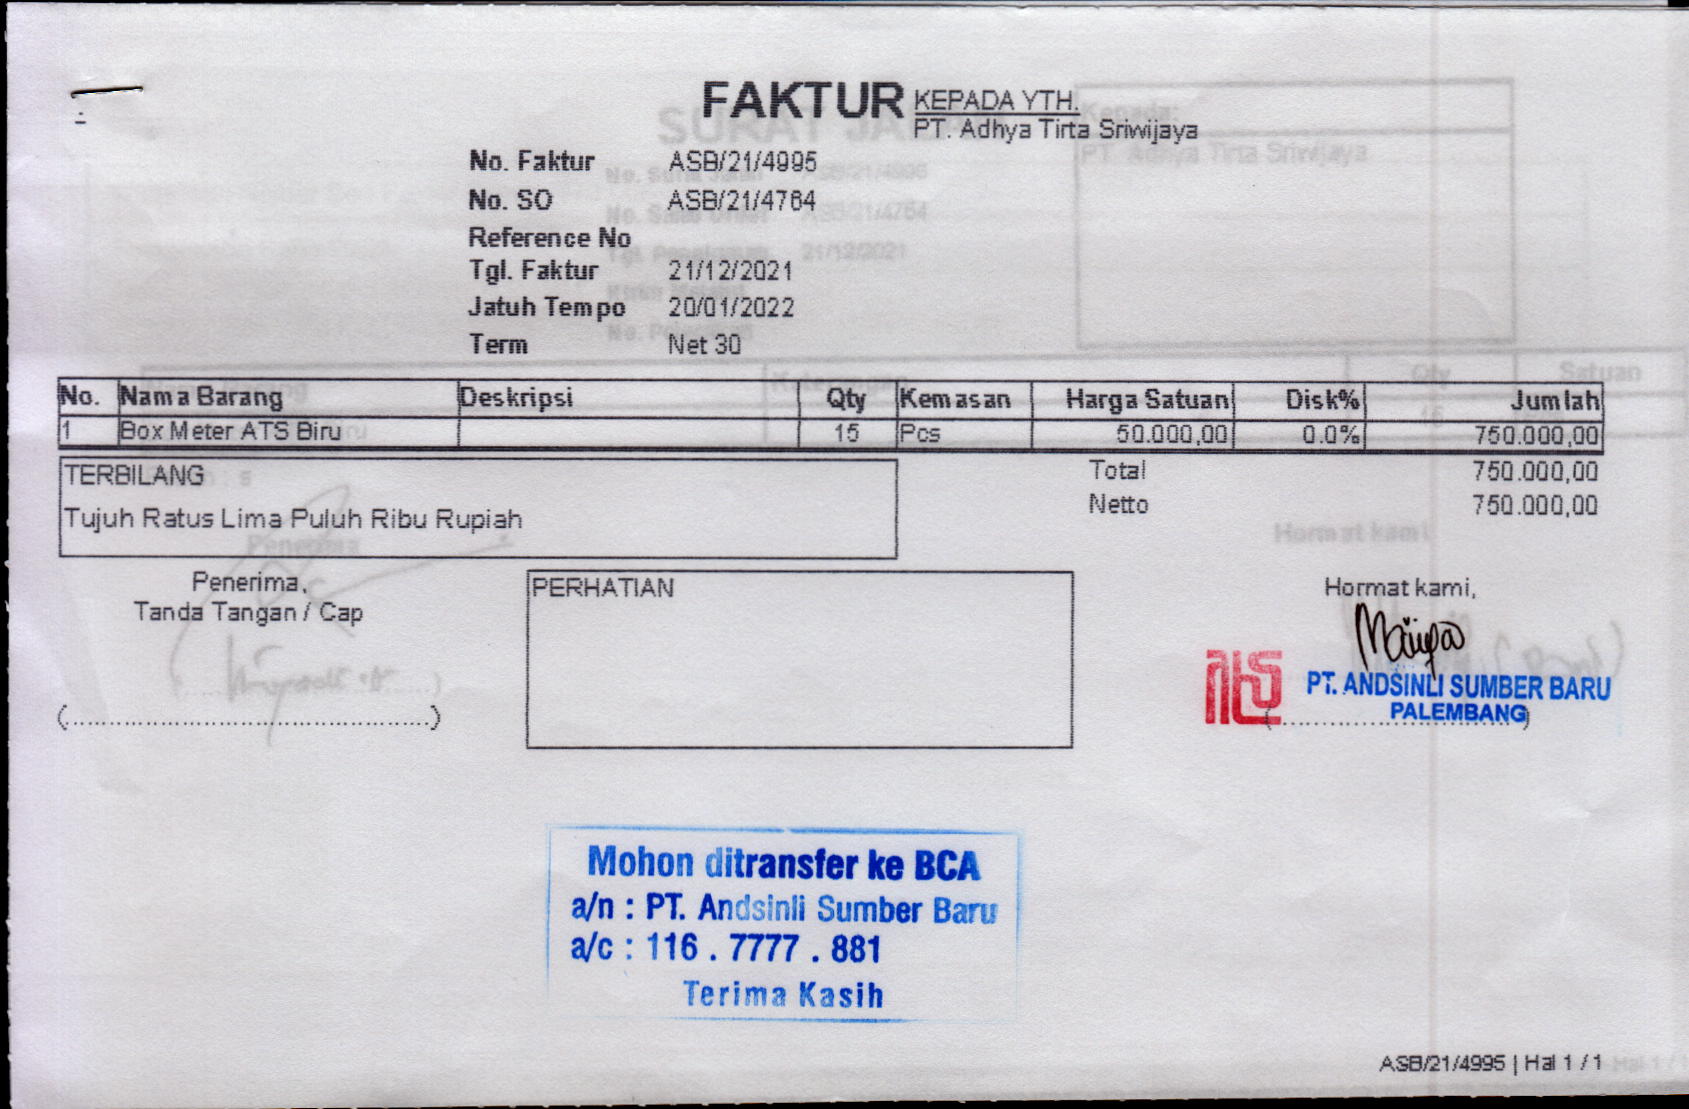 FAKTUR
KEPADA YTH.
PT. Adhya Tirta Sriwijaya
No. Faktur ASB/21/4995
No. SO ASB/21/4764
Reference No
Tgl. Faktur 21/12/2021
Jatuh Tempo 20/01/2022
Term Net 30
No. Nama Barang Deskripsi Qty Kemasan Harga Satuan Disk% Jumlah
1 Box Meter ATS Biru 15 Pcs 50.000,00 0.0% 750.000,00
TERBILANG
Tujuh Ratus Lima Puluh Ribu Rupiah
Total 750.000,00
Netto 750.000,00
Penerima,
Tanda Tangan / Cap
(....................................................)
PERHATIAN
Hormat kami,
PT. ANDSINLI SUMBER BARU
PALEMBANG
Mohon ditransfer ke BCA
a/n : PT. Andsinli Sumber Baru
a/c : 116 . 7777 . 881
Terima Kasih
ASB/21/4995 | Hal 1 / 1